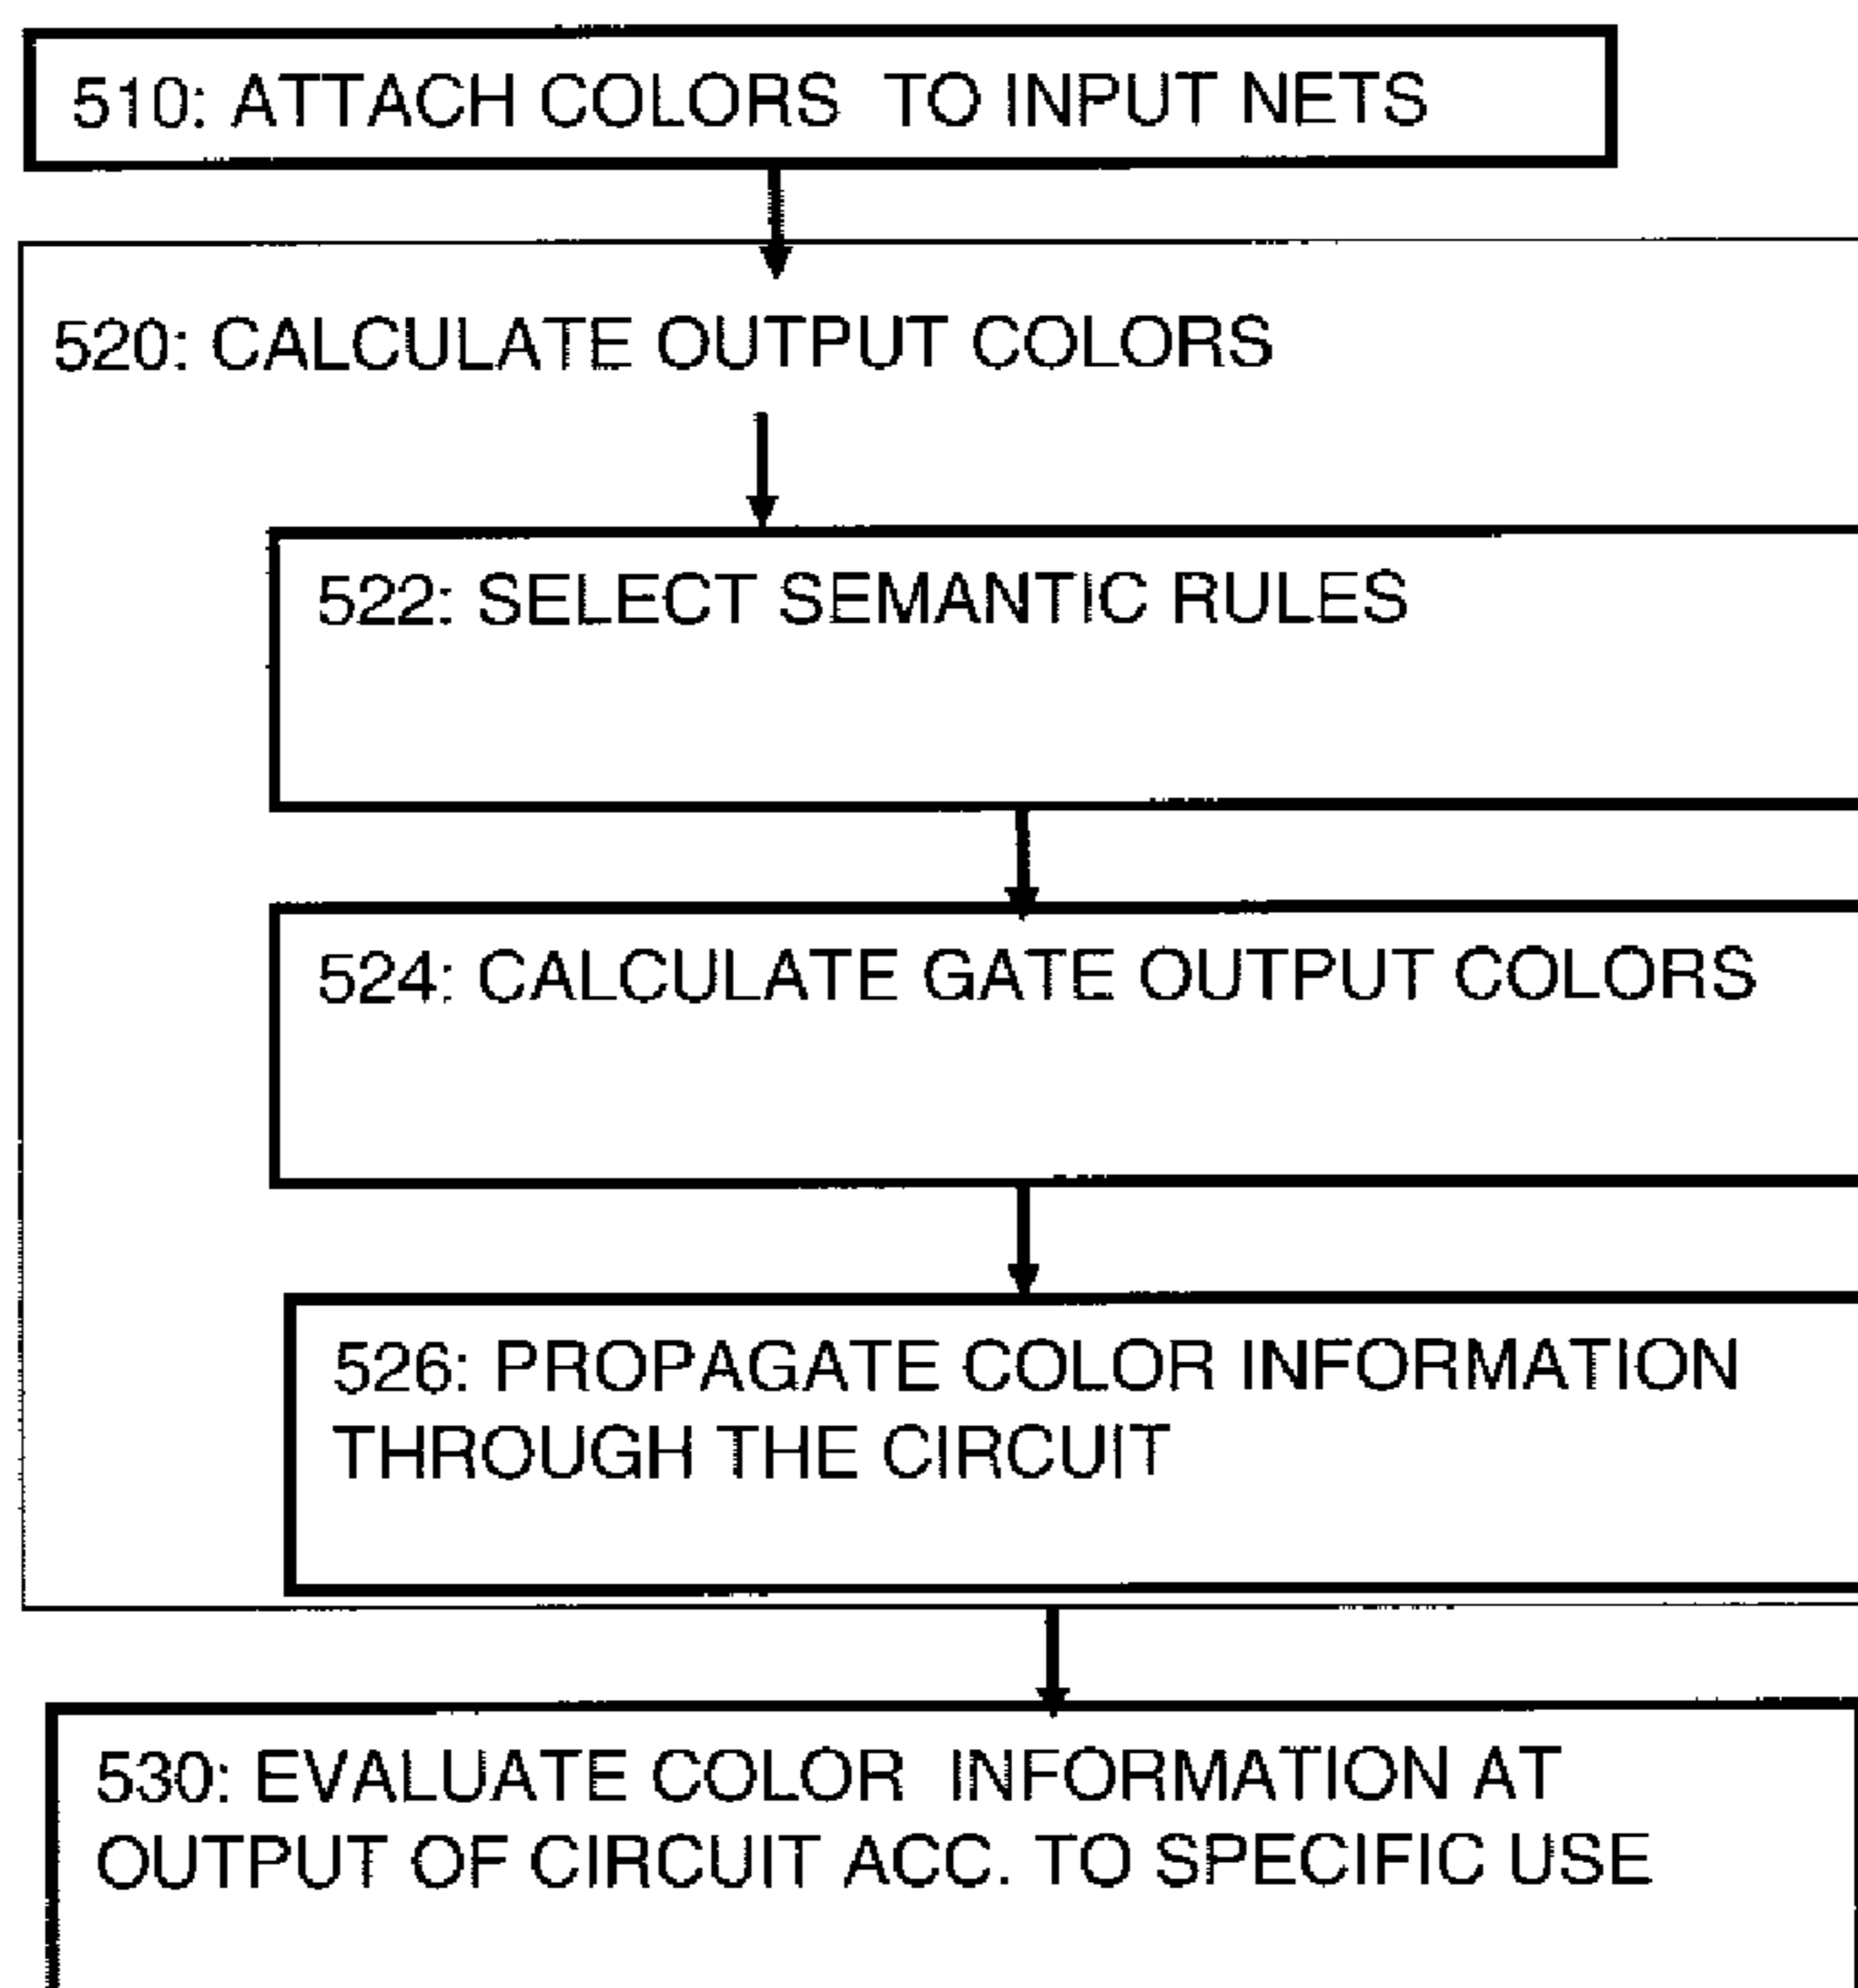 510: ATTACH COLORS TO INPUT NETS
520: CALCULATE OUTPUT COLORS
522: SELECT SEMANTIC RULES
524: CALCULATE GATE OUTPUT COLORS
526: PROPAGATE COLOR INFORMATION
THROUGH THE CIRCUIT
530: EVALUATE COLOR INFORMATION AT
OUTPUT OF CIRCUIT ACC. TO SPECIFIC USE